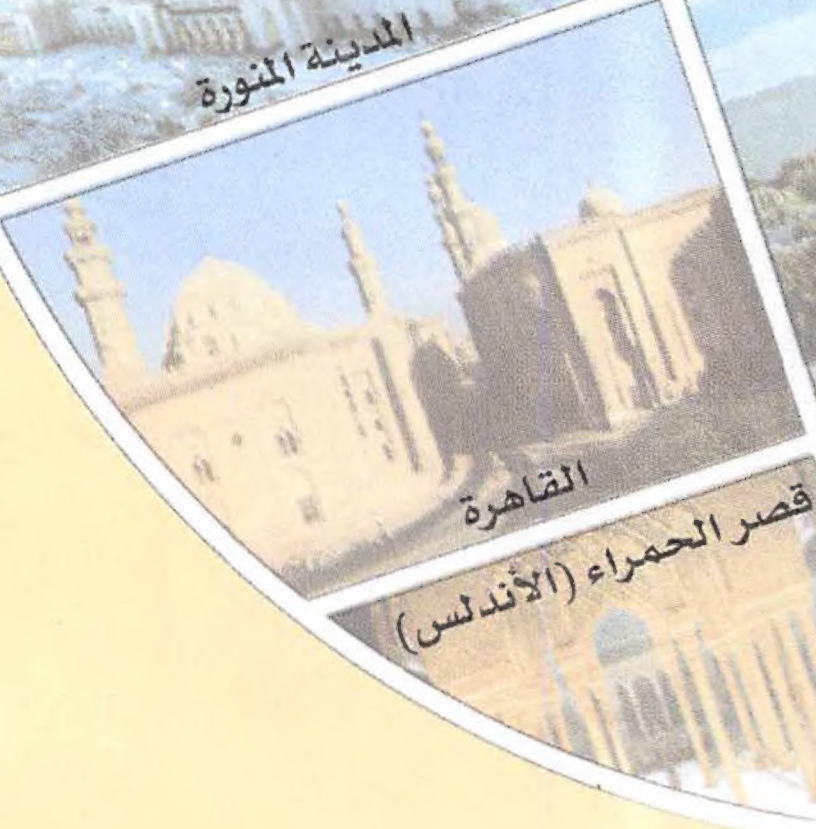 المدينة المنورة
القاهرة
قصر الحمراء (الأندلس)